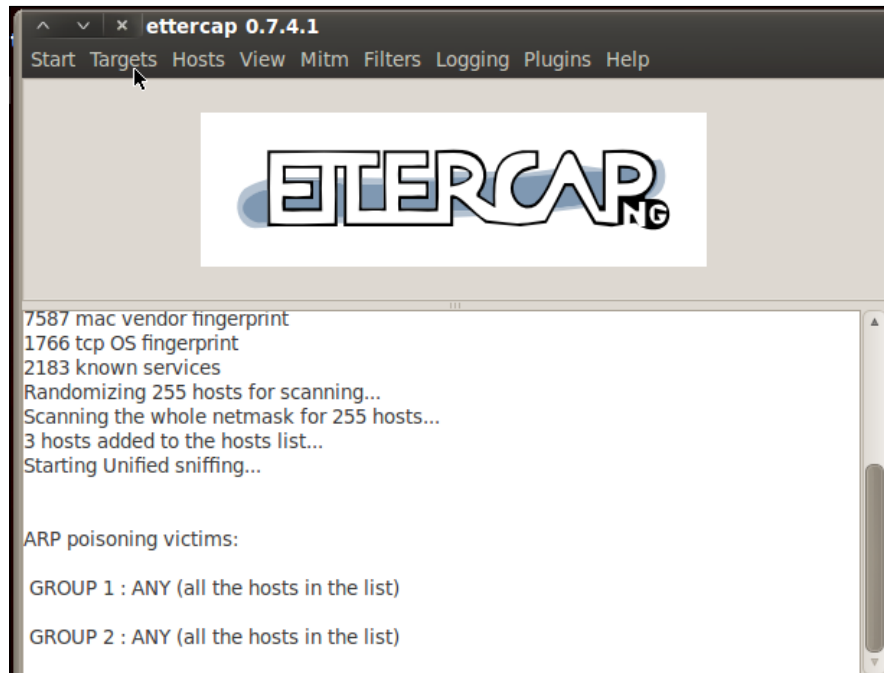 ettercap 0.7.4.1
Start Targets Hosts View Mitm Filters Logging Plugins Help
ETTERCAP
NG
7587 mac vendor fingerprint
1766 tcp OS fingerprint
2183 known services
Randomizing 255 hosts for scanning...
Scanning the whole netmask for 255 hosts...
3 hosts added to the hosts list...
Starting Unified sniffing...
ARP poisoning victims:
GROUP 1 : ANY (all the hosts in the list)
GROUP 2 : ANY (all the hosts in the list)